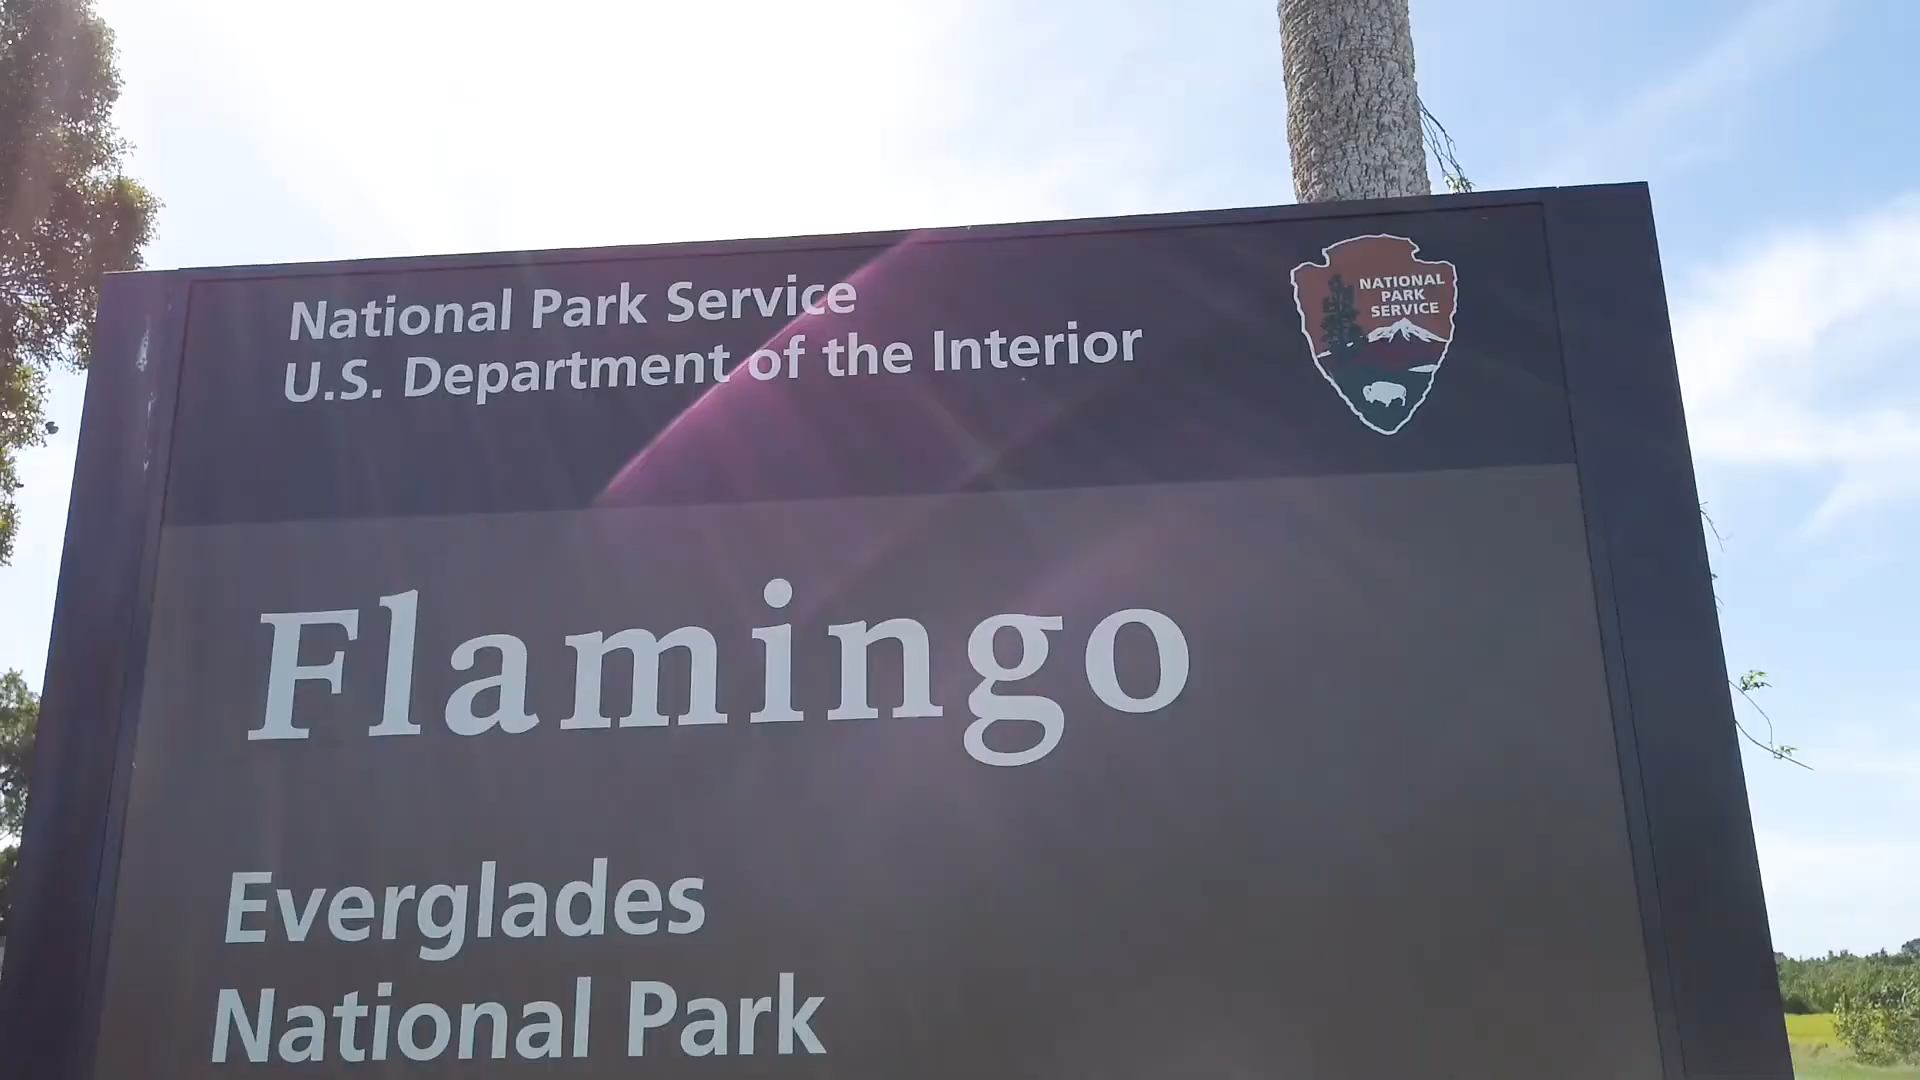 National Park Service
U.S. Department of the Interior
NATIONAL
PARK
SERVICE
Flamingo
Everglades
National Park